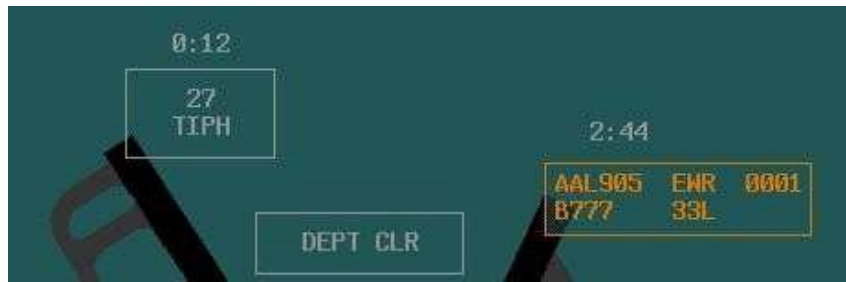 0:12
27
TIPH
2:44
AAL905 EWR 0001
B777 33L
DEPT CLR